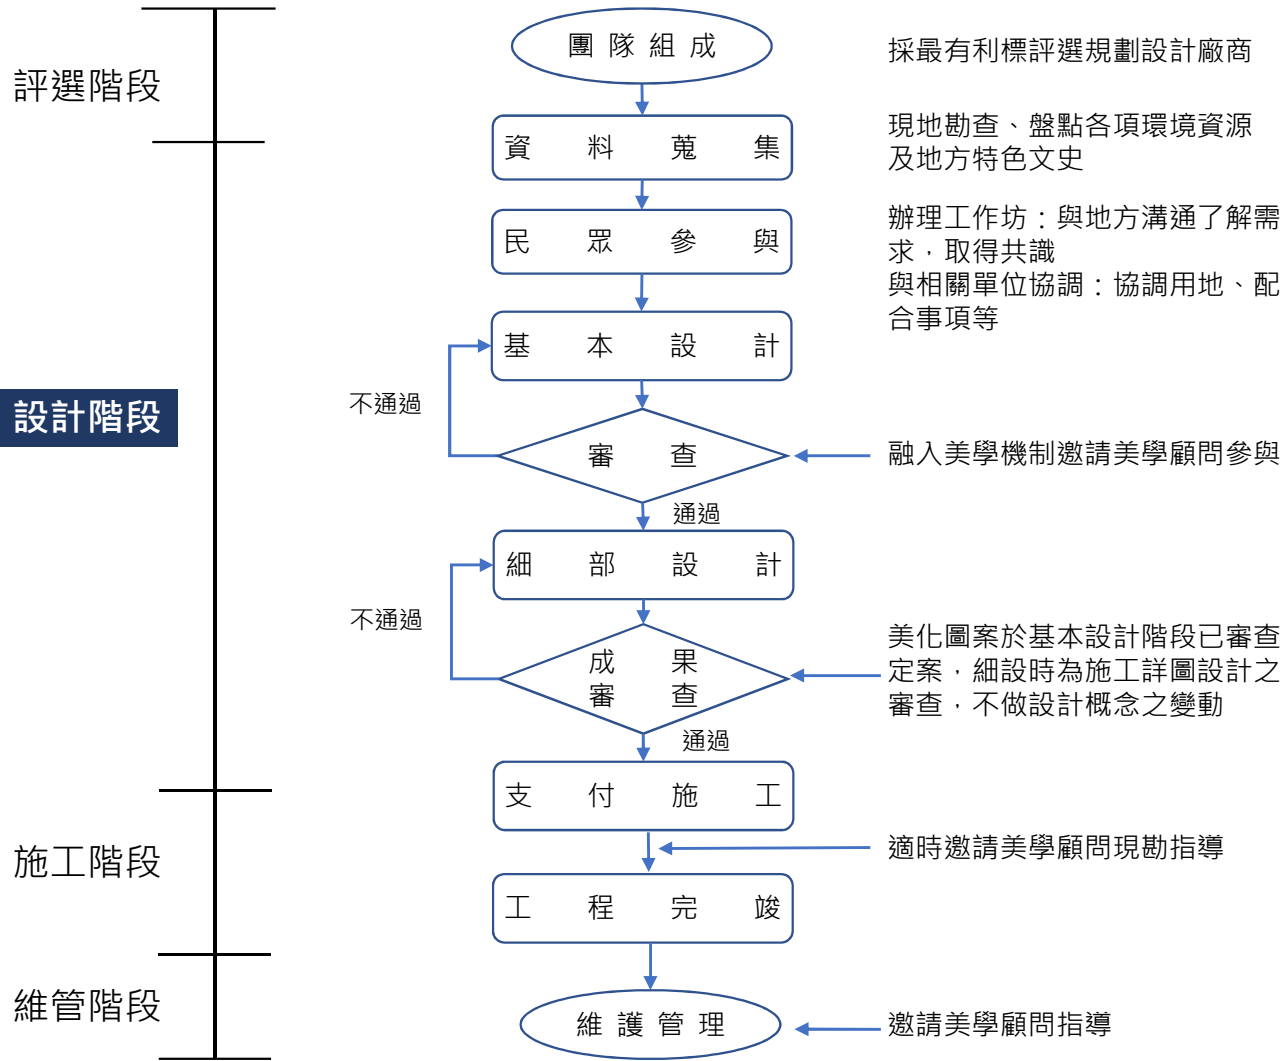 評選階段
團隊組成
採最有利標評選規劃設計廠商
資料蒐集
現地勘查、盤點各項環境資源
及地方特色文史
民眾參與
辦理工作坊：與地方溝通了解需
求，取得共識
與相關單位協調：協調用地、配
合事項等
設計階段
基本設計
不通過
審查
融入美學機制邀請美學顧問參與
通過
細部設計
不通過
成果
審查
美化圖案於基本設計階段已審查
定案，細設時為施工詳圖設計之
審查，不做設計概念之變動
通過
支付施工
施工階段
適時邀請美學顧問現勘指導
工程完竣
維管階段
維護管理
邀請美學顧問指導